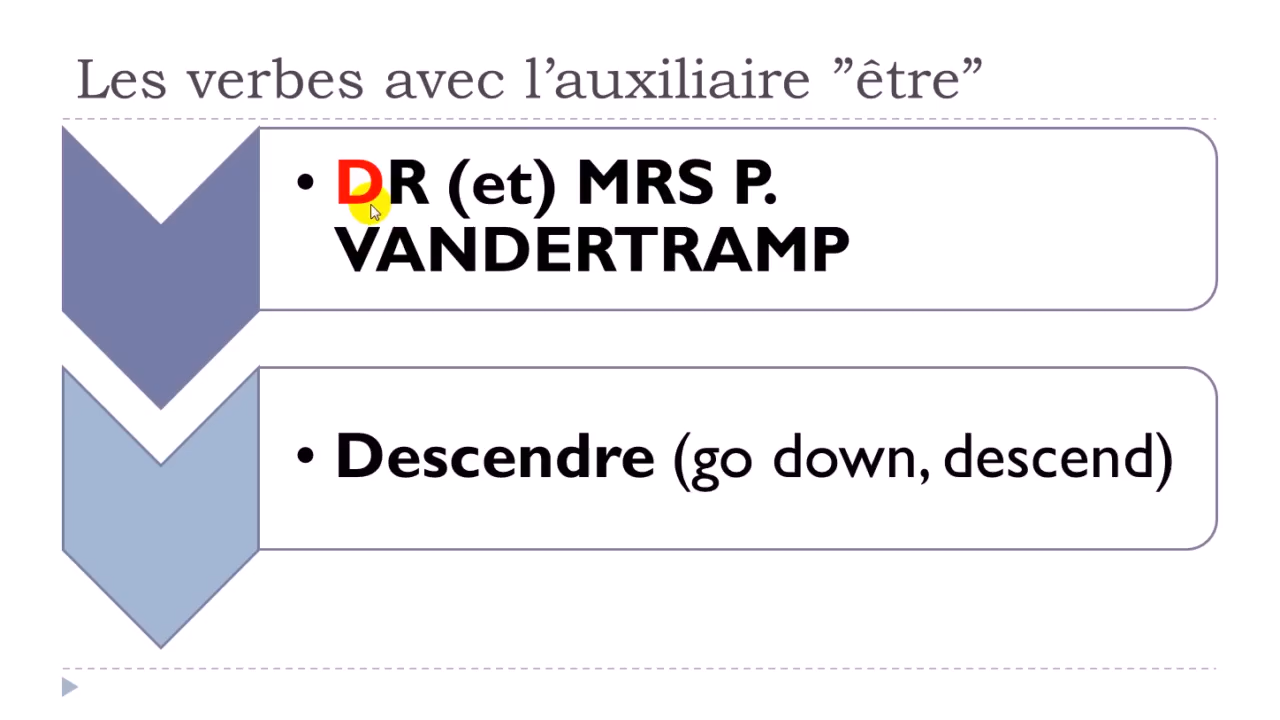 Les verbes avec l’auxiliaire ”être”
• DR (et) MRS P.
VANDERTRAMP
• Descendre (go down, descend)